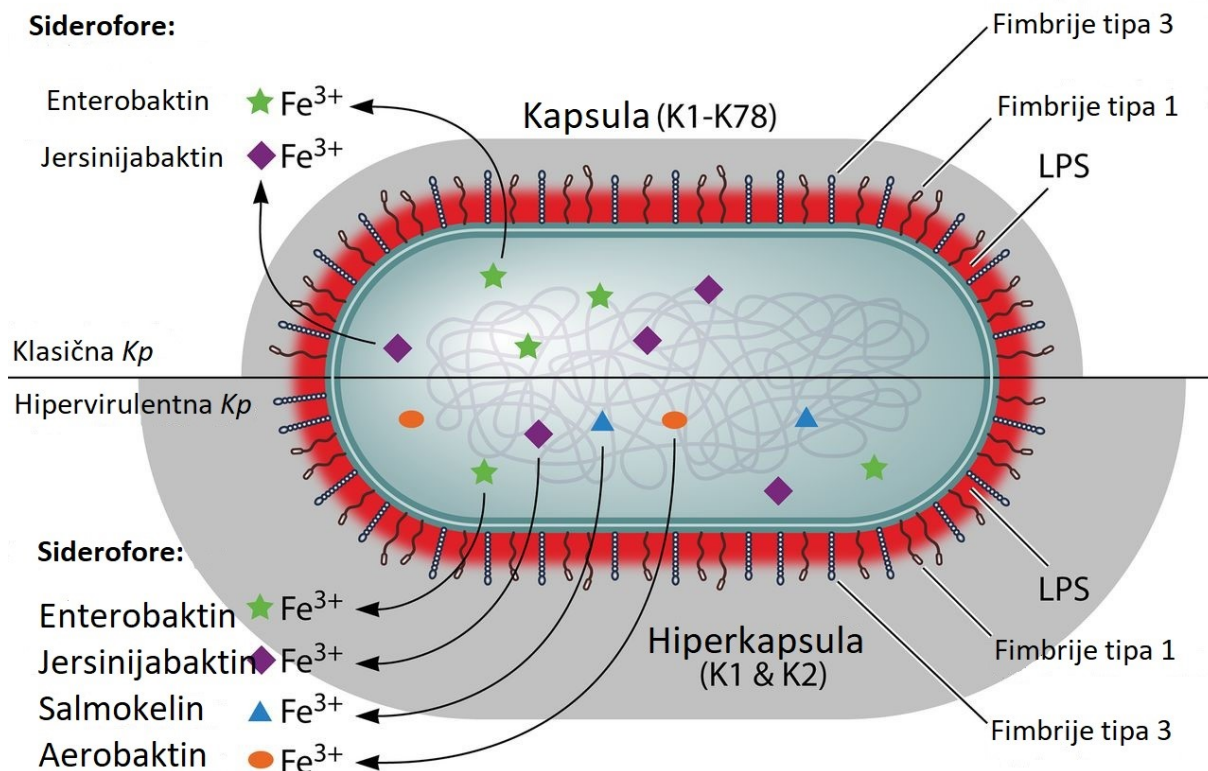 Siderofore:
Enterobaktin Fe3+
Jersinijabaktin Fe3+
Kapsula (K1-K78)
Fimbrije tipa 3
Fimbrije tipa 1
LPS
Klasična Kp
Hipervirulentna Kp
Siderofore:
Enterobaktin Fe3+
Jersinijabaktin Fe3+
Salmokelin Fe3+
Aerobaktin Fe3+
Hiperkapsula
(K1 & K2)
LPS
Fimbrije tipa 1
Fimbrije tipa 3